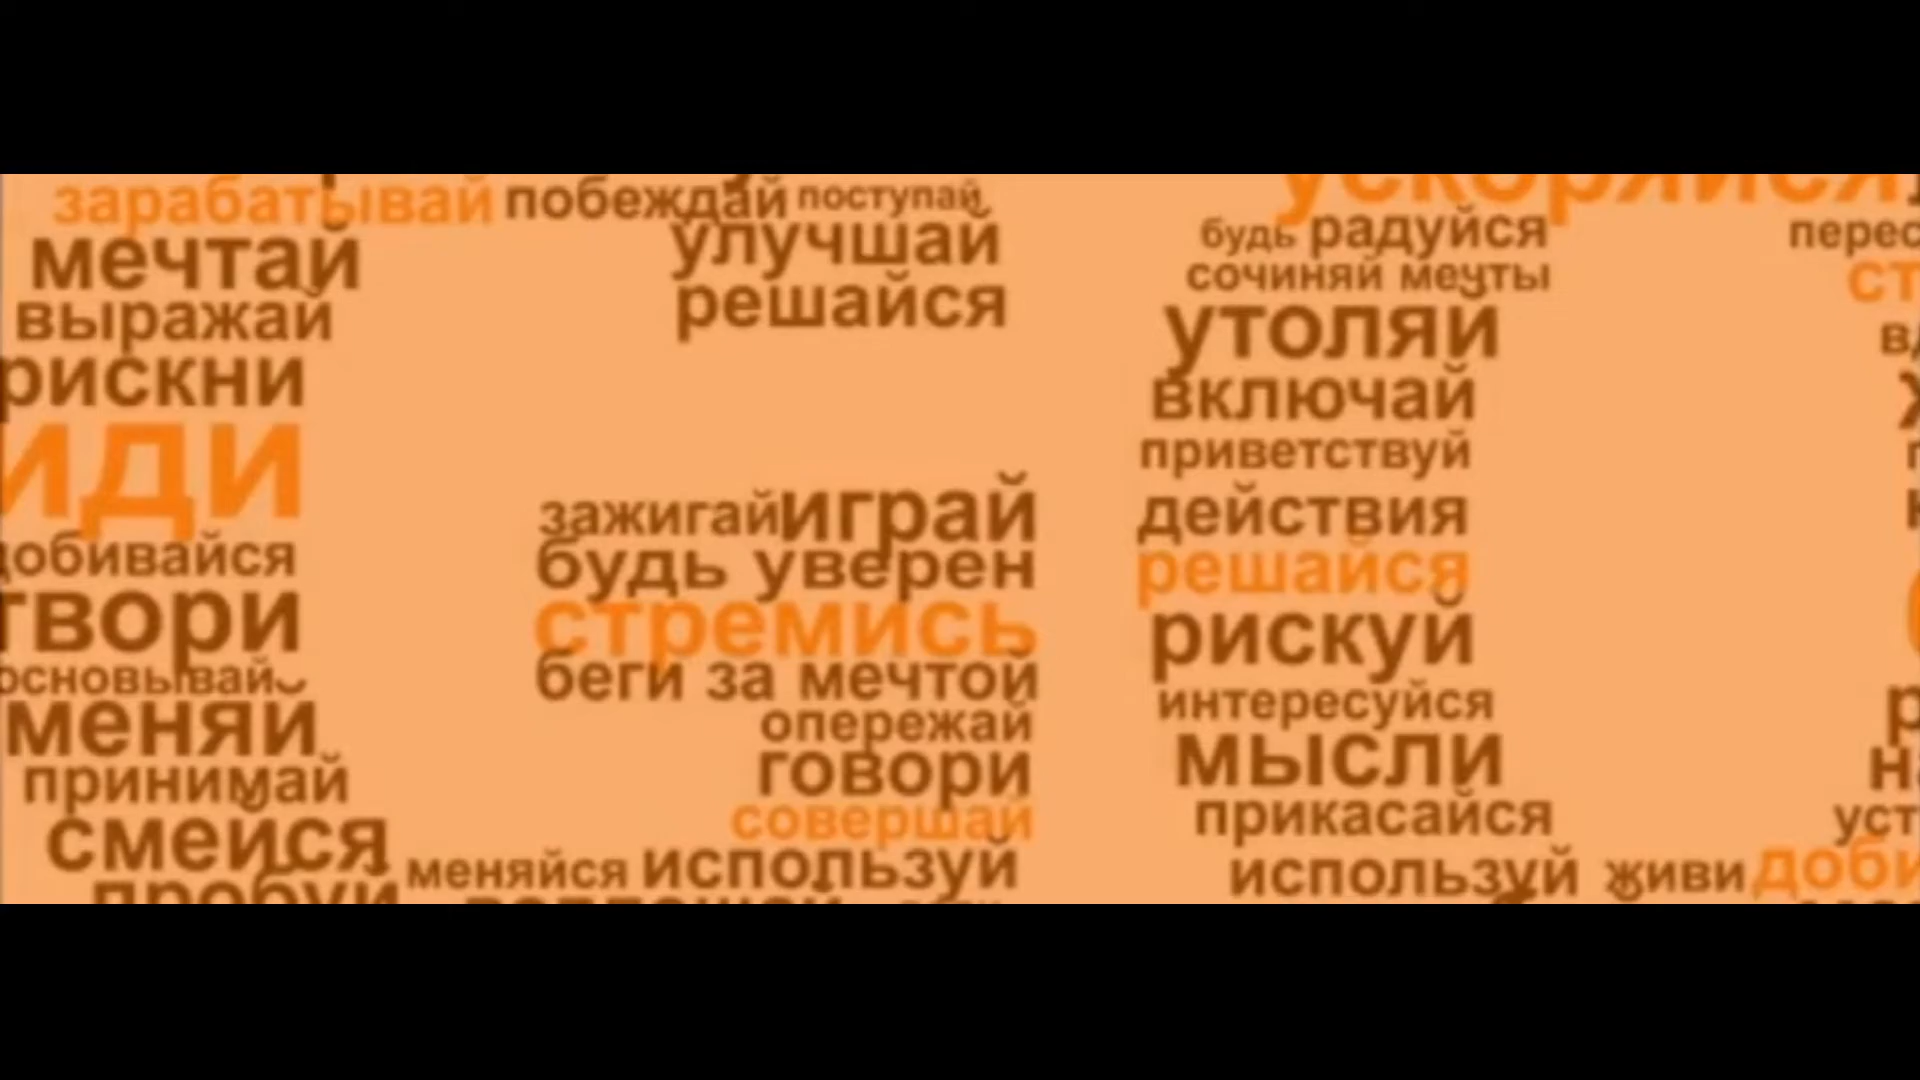 зарабатывай побеждай поступай
мечтай
выражай
рискни
иди
добивайся
твори
основывай
меняй
принимай
смейся
пробуй
улучшай
решайся
зажигай играй
будь уверен
стремись
беги за мечтой
опережай
говори
совершай
меняйся используй
ускоряйся
будь радуйся
сочиняй мечты
утоляй
включай
приветствуй
действия
решайся
рискуй
интересуйся
мысли
прикасайся
используй живи